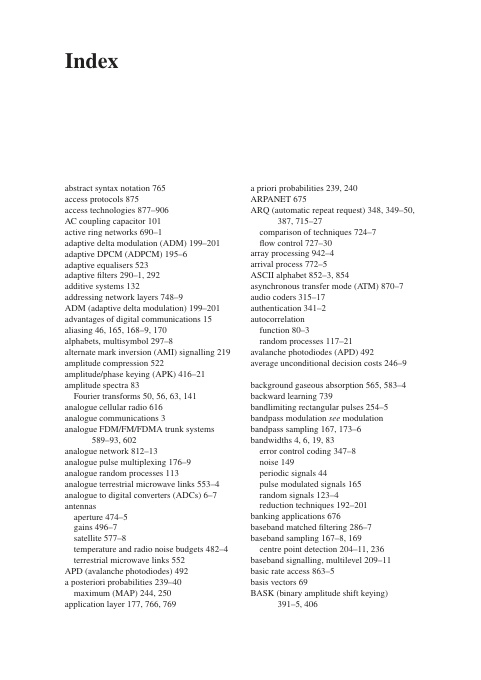 Index
abstract syntax notation 765
access protocols 875
access technologies 877–906
AC coupling capacitor 101
active ring networks 690–1
adaptive delta modulation (ADM) 199–201
adaptive DPCM (ADPCM) 195–6
adaptive equalisers 523
adaptive filters 290–1, 292
additive systems 132
addressing network layers 748–9
ADM (adaptive delta modulation) 199–201
advantages of digital communications 15
aliasing 46, 165, 168–9, 170
alphabets, multisymbol 297–8
alternate mark inversion (AMI) signalling 219
amplitude compression 522
amplitude/phase keying (APK) 416–21
amplitude spectra 83
Fourier transforms 50, 56, 63, 141
analogue cellular radio 616
analogue communications 3
analogue FDM/FM/FDMA trunk systems
589–93, 602
analogue network 812–13
analogue pulse multiplexing 176–9
analogue random processes 113
analogue terrestrial microwave links 553–4
analogue to digital converters (ADCs) 6–7
antennas
aperture 474–5
gains 496–7
satellite 577–8
temperature and radio noise budgets 482–4
terrestrial microwave links 552
APD (avalanche photodiodes) 492
a posteriori probabilities 239–40
maximum (MAP) 244, 250
application layer 177, 766, 769
a priori probabilities 239, 240
ARPANET 675
ARQ (automatic repeat request) 348, 349–50,
387, 715–27
comparison of techniques 724–7
flow control 727–30
array processing 942–4
arrival process 772–5
ASCII alphabet 852–3, 854
asynchronous transfer mode (ATM) 870–7
audio coders 315–17
authentication 341–2
autocorrelation
function 80–3
random processes 117–21
avalanche photodiodes (APD) 492
average unconditional decision costs 246–9
background gaseous absorption 565, 583–4
backward learning 739
bandlimiting rectangular pulses 254–5
bandpass modulation see modulation
bandpass sampling 167, 173–6
bandwidths 4, 6, 19, 83
error control coding 347–8
noise 149
periodic signals 44
pulse modulated signals 165
random signals 123–4
reduction techniques 192–201
banking applications 676
baseband matched filtering 286–7
baseband sampling 167–8, 169
centre point detection 204–11, 236
baseband signalling, multilevel 209–11
basic rate access 863–5
basis vectors 69
BASK (binary amplitude shift keying)
391–5, 406